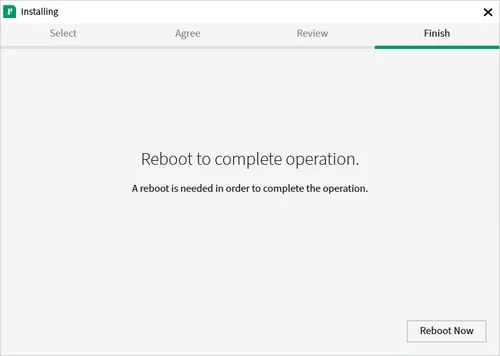 Installing
Select Agree Review Finish
Reboot to complete operation.
A reboot is needed in order to complete the operation.
Reboot Now